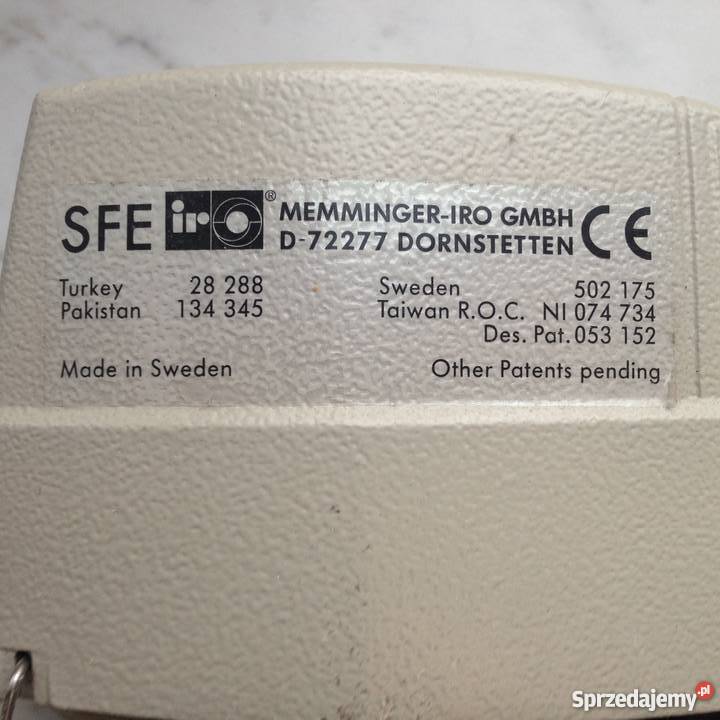 SFE iro ® MEMMINGER-IRO GMBH CE
D-72277 DORNSTETTEN
Turkey 28 288 Sweden 502 175
Pakistan 134 345 Taiwan R.O.C. NI 074 734
Des. Pat. 053 152
Made in Sweden Other Patents pending
Sprzedajemy.pl